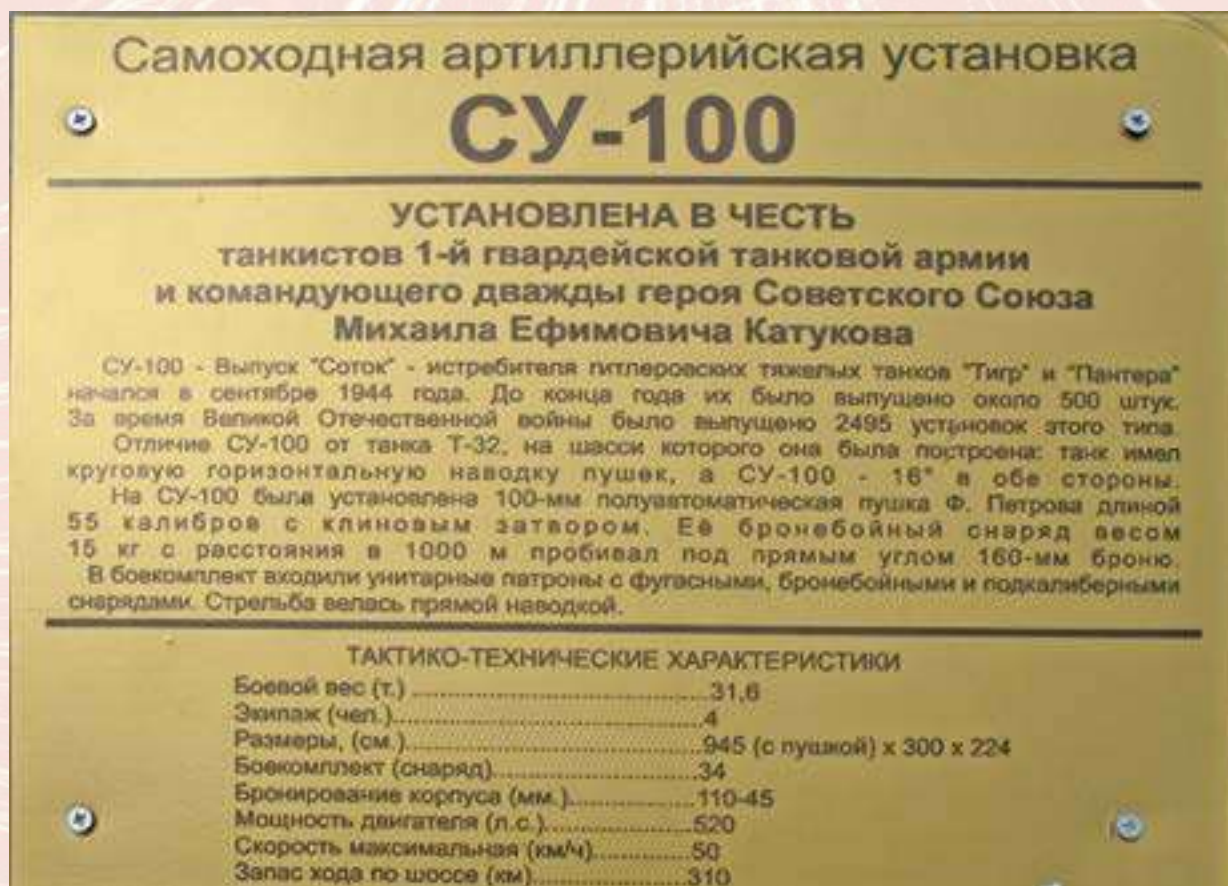 Самоходная артиллерийская установка
СУ-100
УСТАНОВЛЕНА В ЧЕСТЬ
танкистов 1-й гвардейской танковой армии
и командующего дважды героя Советского Союза
Михаила Ефимовича Катукова
СУ-100 - Выпуск "Соток" - истребителя гитлеровских тяжелых танков "Тигр" и "Пантера"
начался в сентябре 1944 года. До конца года их было выпущено около 500 штук.
За время Великой Отечественной войны было выпущено 2495 установок этого типа.
Отличие СУ-100 от танка Т-32, на шасси которого она была построена: танк имел
круговую горизонтальную наводку пушек, а СУ-100 - 16° в обе стороны.
На СУ-100 была установлена 100-мм полуавтоматическая пушка Ф. Петрова длиной
55 калибров с клиновым затвором. Её бронебойный снаряд весом
15 кг с расстояния в 1000 м пробивал под прямым углом 160-мм броню.
В боекомплект входили унитарные патроны с фугасными, бронебойными и подкалиберными
снарядами. Стрельба велась прямой наводкой.
ТАКТИКО-ТЕХНИЧЕСКИЕ ХАРАКТЕРИСТИКИ
Боевой вес (т.)..............................31,6
Экипаж (чел.)..............................4
Размеры, (см.)..............................945 (с пушкой) х 300 х 224
Боекомплект (снаряд)....................34
Бронирование корпуса (мм.).............110-45
Мощность двигателя (л.с.)...............520
Скорость максимальная (км/ч)..........50
Запас хода по шоссе (км)................310